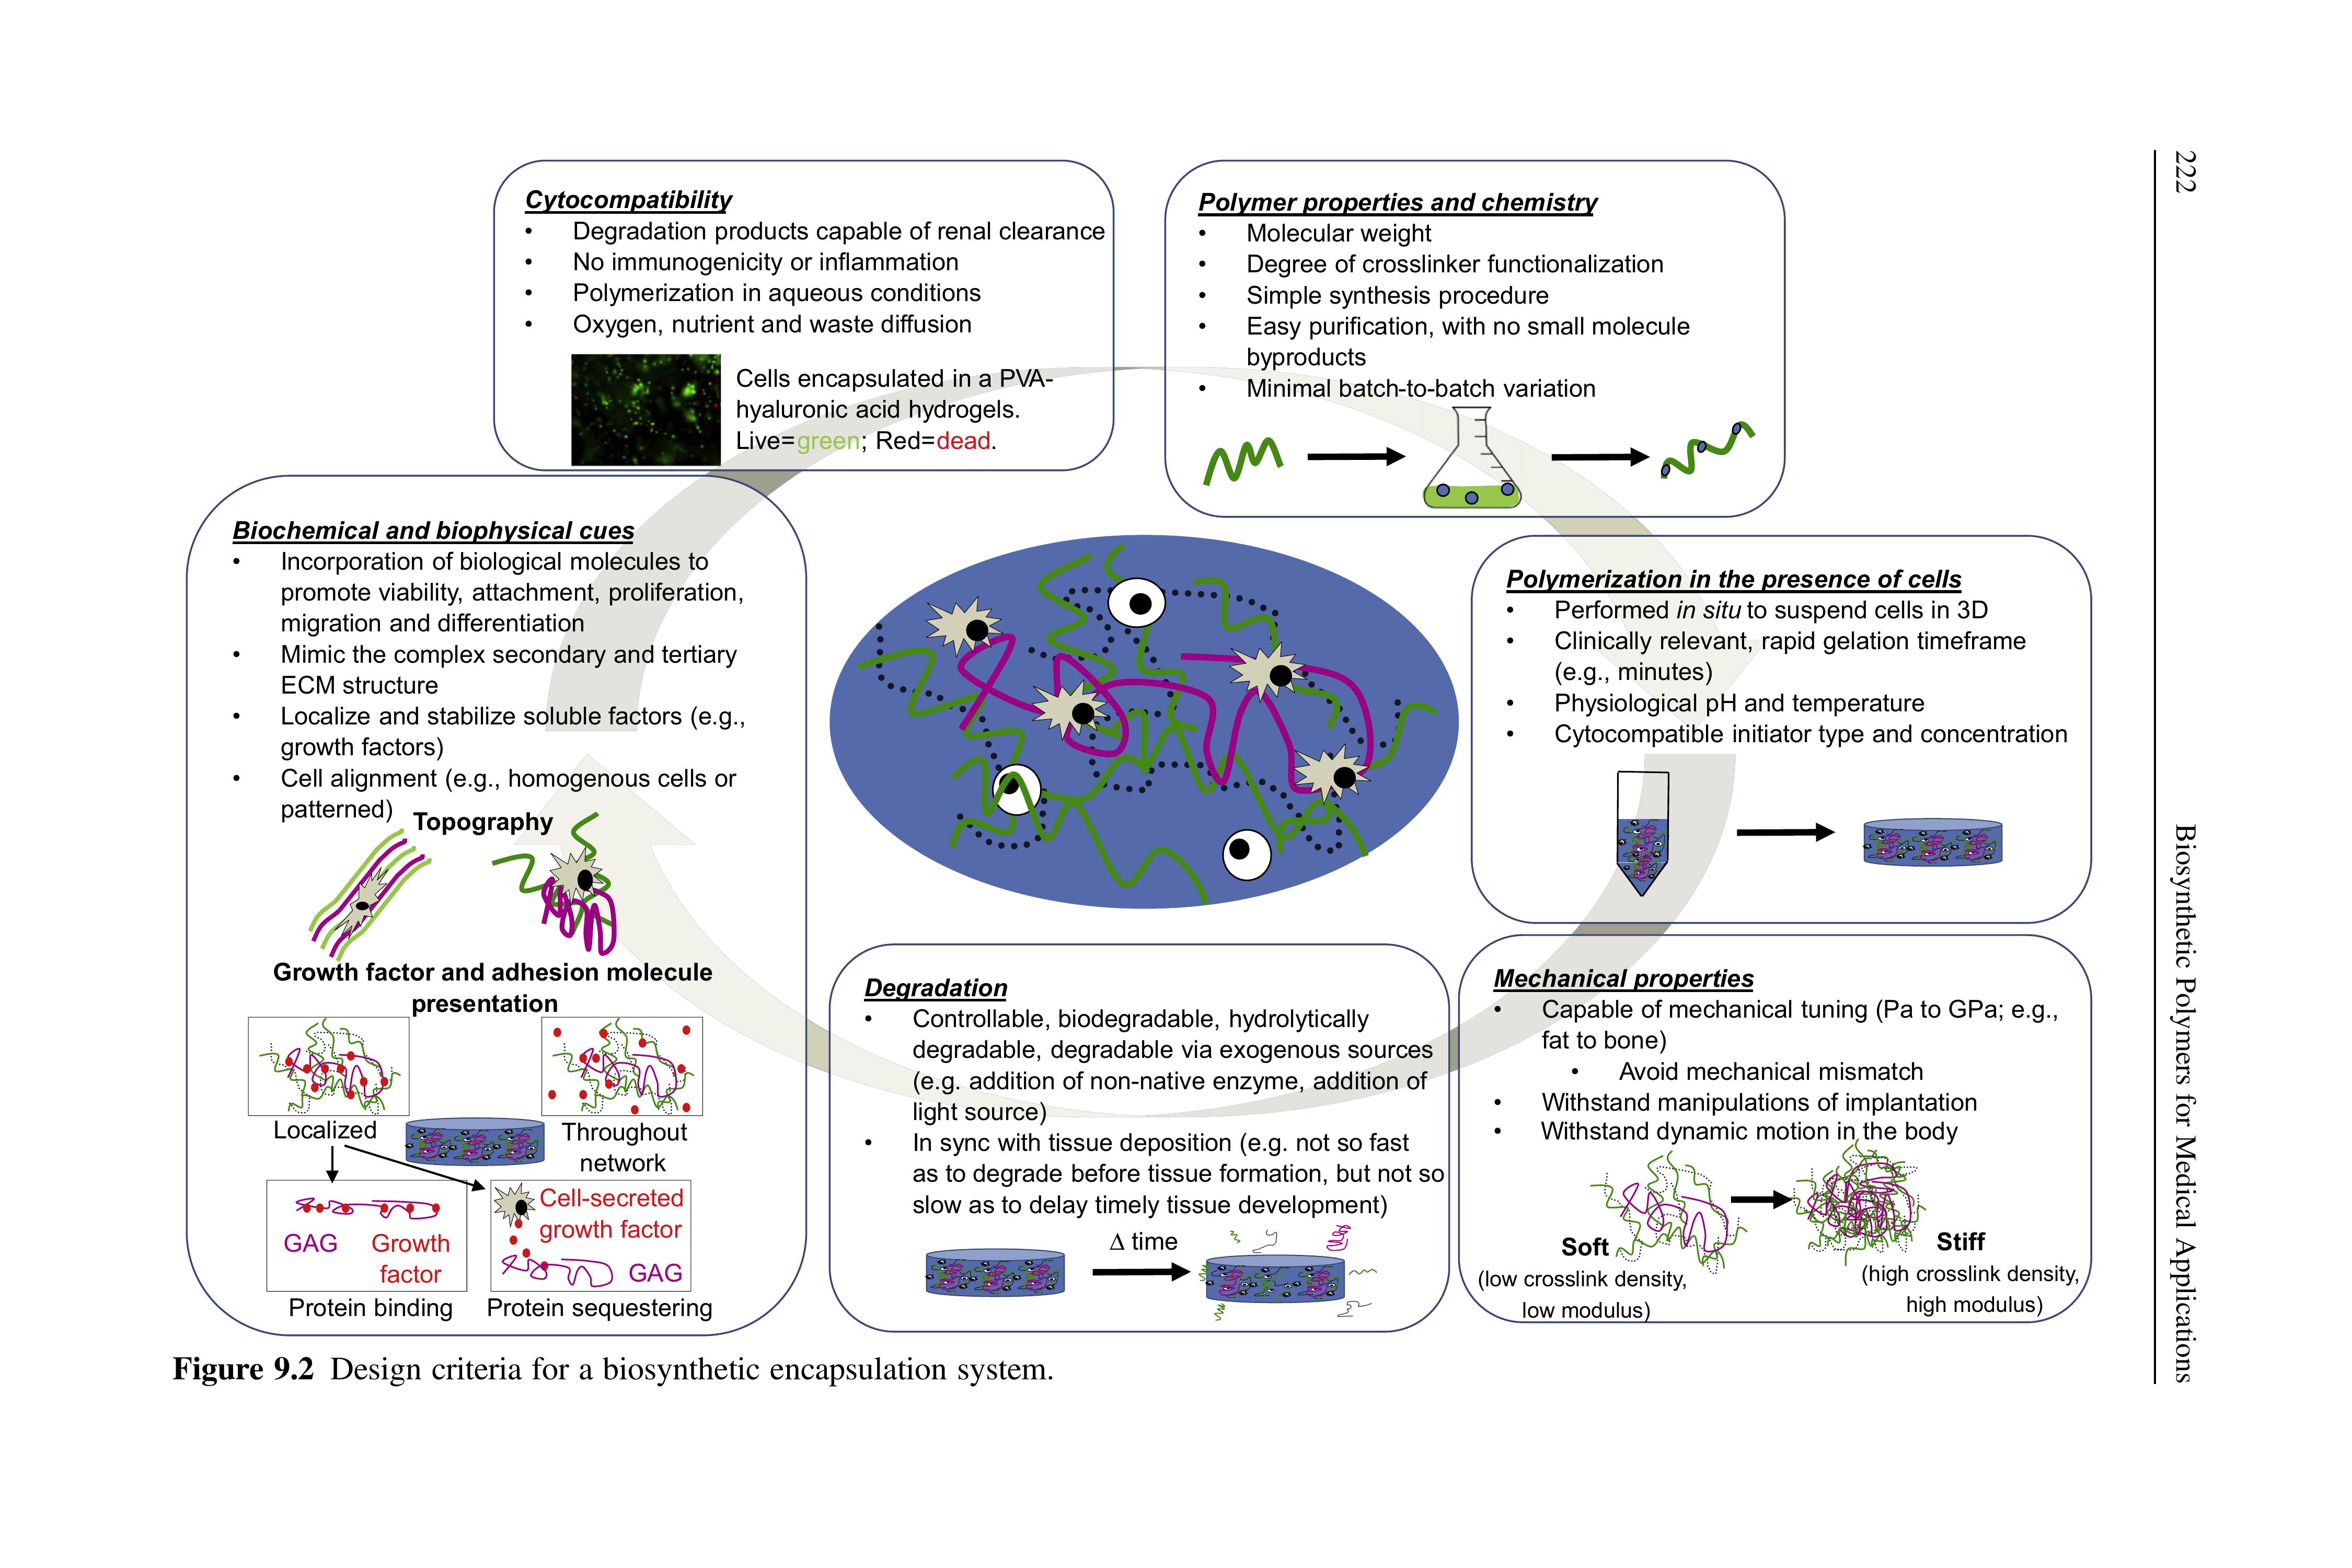 222
Biosynthetic Polymers for Medical Applications
Cytocompatibility
• Degradation products capable of renal clearance
• No immunogenicity or inflammation
• Polymerization in aqueous conditions
• Oxygen, nutrient and waste diffusion
Cells encapsulated in a PVA-
hyaluronic acid hydrogels.
Live=green; Red=dead.
Polymer properties and chemistry
• Molecular weight
• Degree of crosslinker functionalization
• Simple synthesis procedure
• Easy purification, with no small molecule
byproducts
• Minimal batch-to-batch variation
Polymerization in the presence of cells
• Performed in situ to suspend cells in 3D
• Clinically relevant, rapid gelation timeframe
(e.g., minutes)
• Physiological pH and temperature
• Cytocompatible initiator type and concentration
Mechanical properties
• Capable of mechanical tuning (Pa to GPa; e.g.,
fat to bone)
• Avoid mechanical mismatch
• Withstand manipulations of implantation
• Withstand dynamic motion in the body
Soft
(low crosslink density,
low modulus)
Stiff
(high crosslink density,
high modulus)
Degradation
• Controllable, biodegradable, hydrolytically
degradable, degradable via exogenous sources
(e.g. addition of non-native enzyme, addition of
light source)
• In sync with tissue deposition (e.g. not so fast
as to degrade before tissue formation, but not so
slow as to delay timely tissue development)
Δ time
Biochemical and biophysical cues
• Incorporation of biological molecules to
promote viability, attachment, proliferation,
migration and differentiation
• Mimic the complex secondary and tertiary
ECM structure
• Localize and stabilize soluble factors (e.g.,
growth factors)
• Cell alignment (e.g., homogenous cells or
patterned)
Topography
Growth factor and adhesion molecule
presentation
Localized
Throughout
network
GAG
Growth
factor
Protein binding
Cell-secreted
growth factor
GAG
Protein sequestering
Figure 9.2 Design criteria for a biosynthetic encapsulation system.